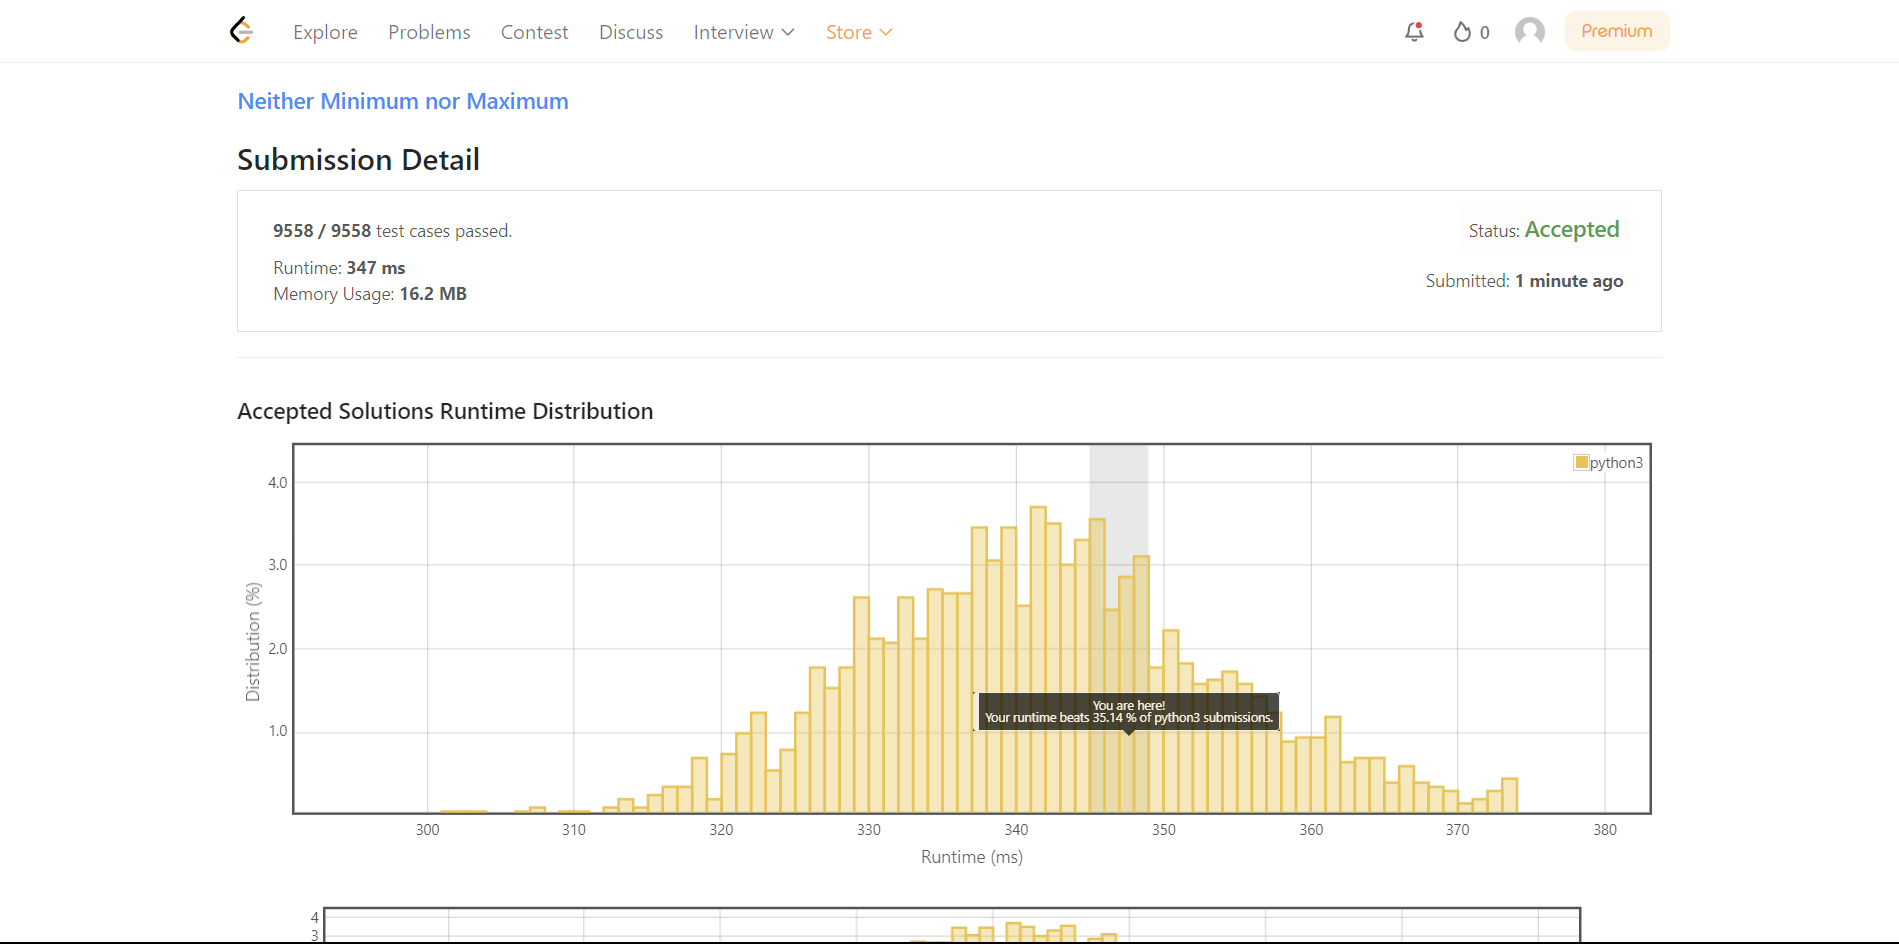 Explore Problems Contest Discuss Interview Store 0 Premium
Neither Minimum nor Maximum
Submission Detail
9558 / 9558 test cases passed.
Status: Accepted
Runtime: 347 ms
Submitted: 1 minute ago
Memory Usage: 16.2 MB
Accepted Solutions Runtime Distribution
python3
4.0
3.0
2.0
1.0
Distribution (%)
You are here!
Your runtime beats 35.14 % of python3 submissions.
300 310 320 330 340 350 360 370 380
Runtime (ms)
4
3